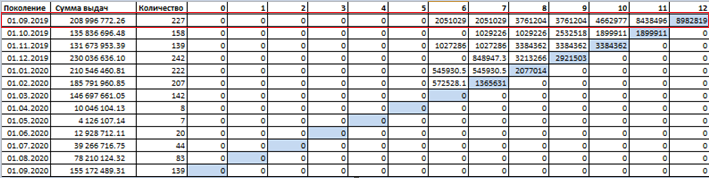 Поколение Сумма выдач Количество 0 1 2 3 4 5 6 7 8 9 10 11 12
01.09.2019 208 996 772.26 227 0 0 0 0 0 0 2051029 2051029 3761204 3761204 4662977 8438496 8982819
01.10.2019 135 836 696.48 158 0 0 0 0 0 0 0 1029226 1029226 2532518 1899911 1899911 0
01.11.2019 131 673 953.39 139 0 0 0 0 0 0 1027286 1027286 3384362 3384362 3384362 0 0
01.12.2019 230 036 636.10 242 0 0 0 0 0 0 0 848947.3 3213266 2921503 0 0 0
01.01.2020 210 546 460.81 222 0 0 0 0 0 0 545930.5 545930.5 2077014 0 0 0 0
01.02.2020 185 791 960.85 207 0 0 0 0 0 0 572528.1 1365631 0 0 0 0 0
01.03.2020 146 697 661.05 142 0 0 0 0 0 0 0 0 0 0 0 0 0
01.04.2020 10 046 104.13 8 0 0 0 0 0 0 0 0 0 0 0 0 0
01.05.2020 4 126 107.14 7 0 0 0 0 0 0 0 0 0 0 0 0 0
01.06.2020 12 928 712.11 20 0 0 0 0 0 0 0 0 0 0 0 0 0
01.07.2020 39 266 716.75 44 0 0 0 0 0 0 0 0 0 0 0 0 0
01.08.2020 78 210 124.32 83 0 0 0 0 0 0 0 0 0 0 0 0 0
01.09.2020 155 172 489.31 139 0 0 0 0 0 0 0 0 0 0 0 0 0